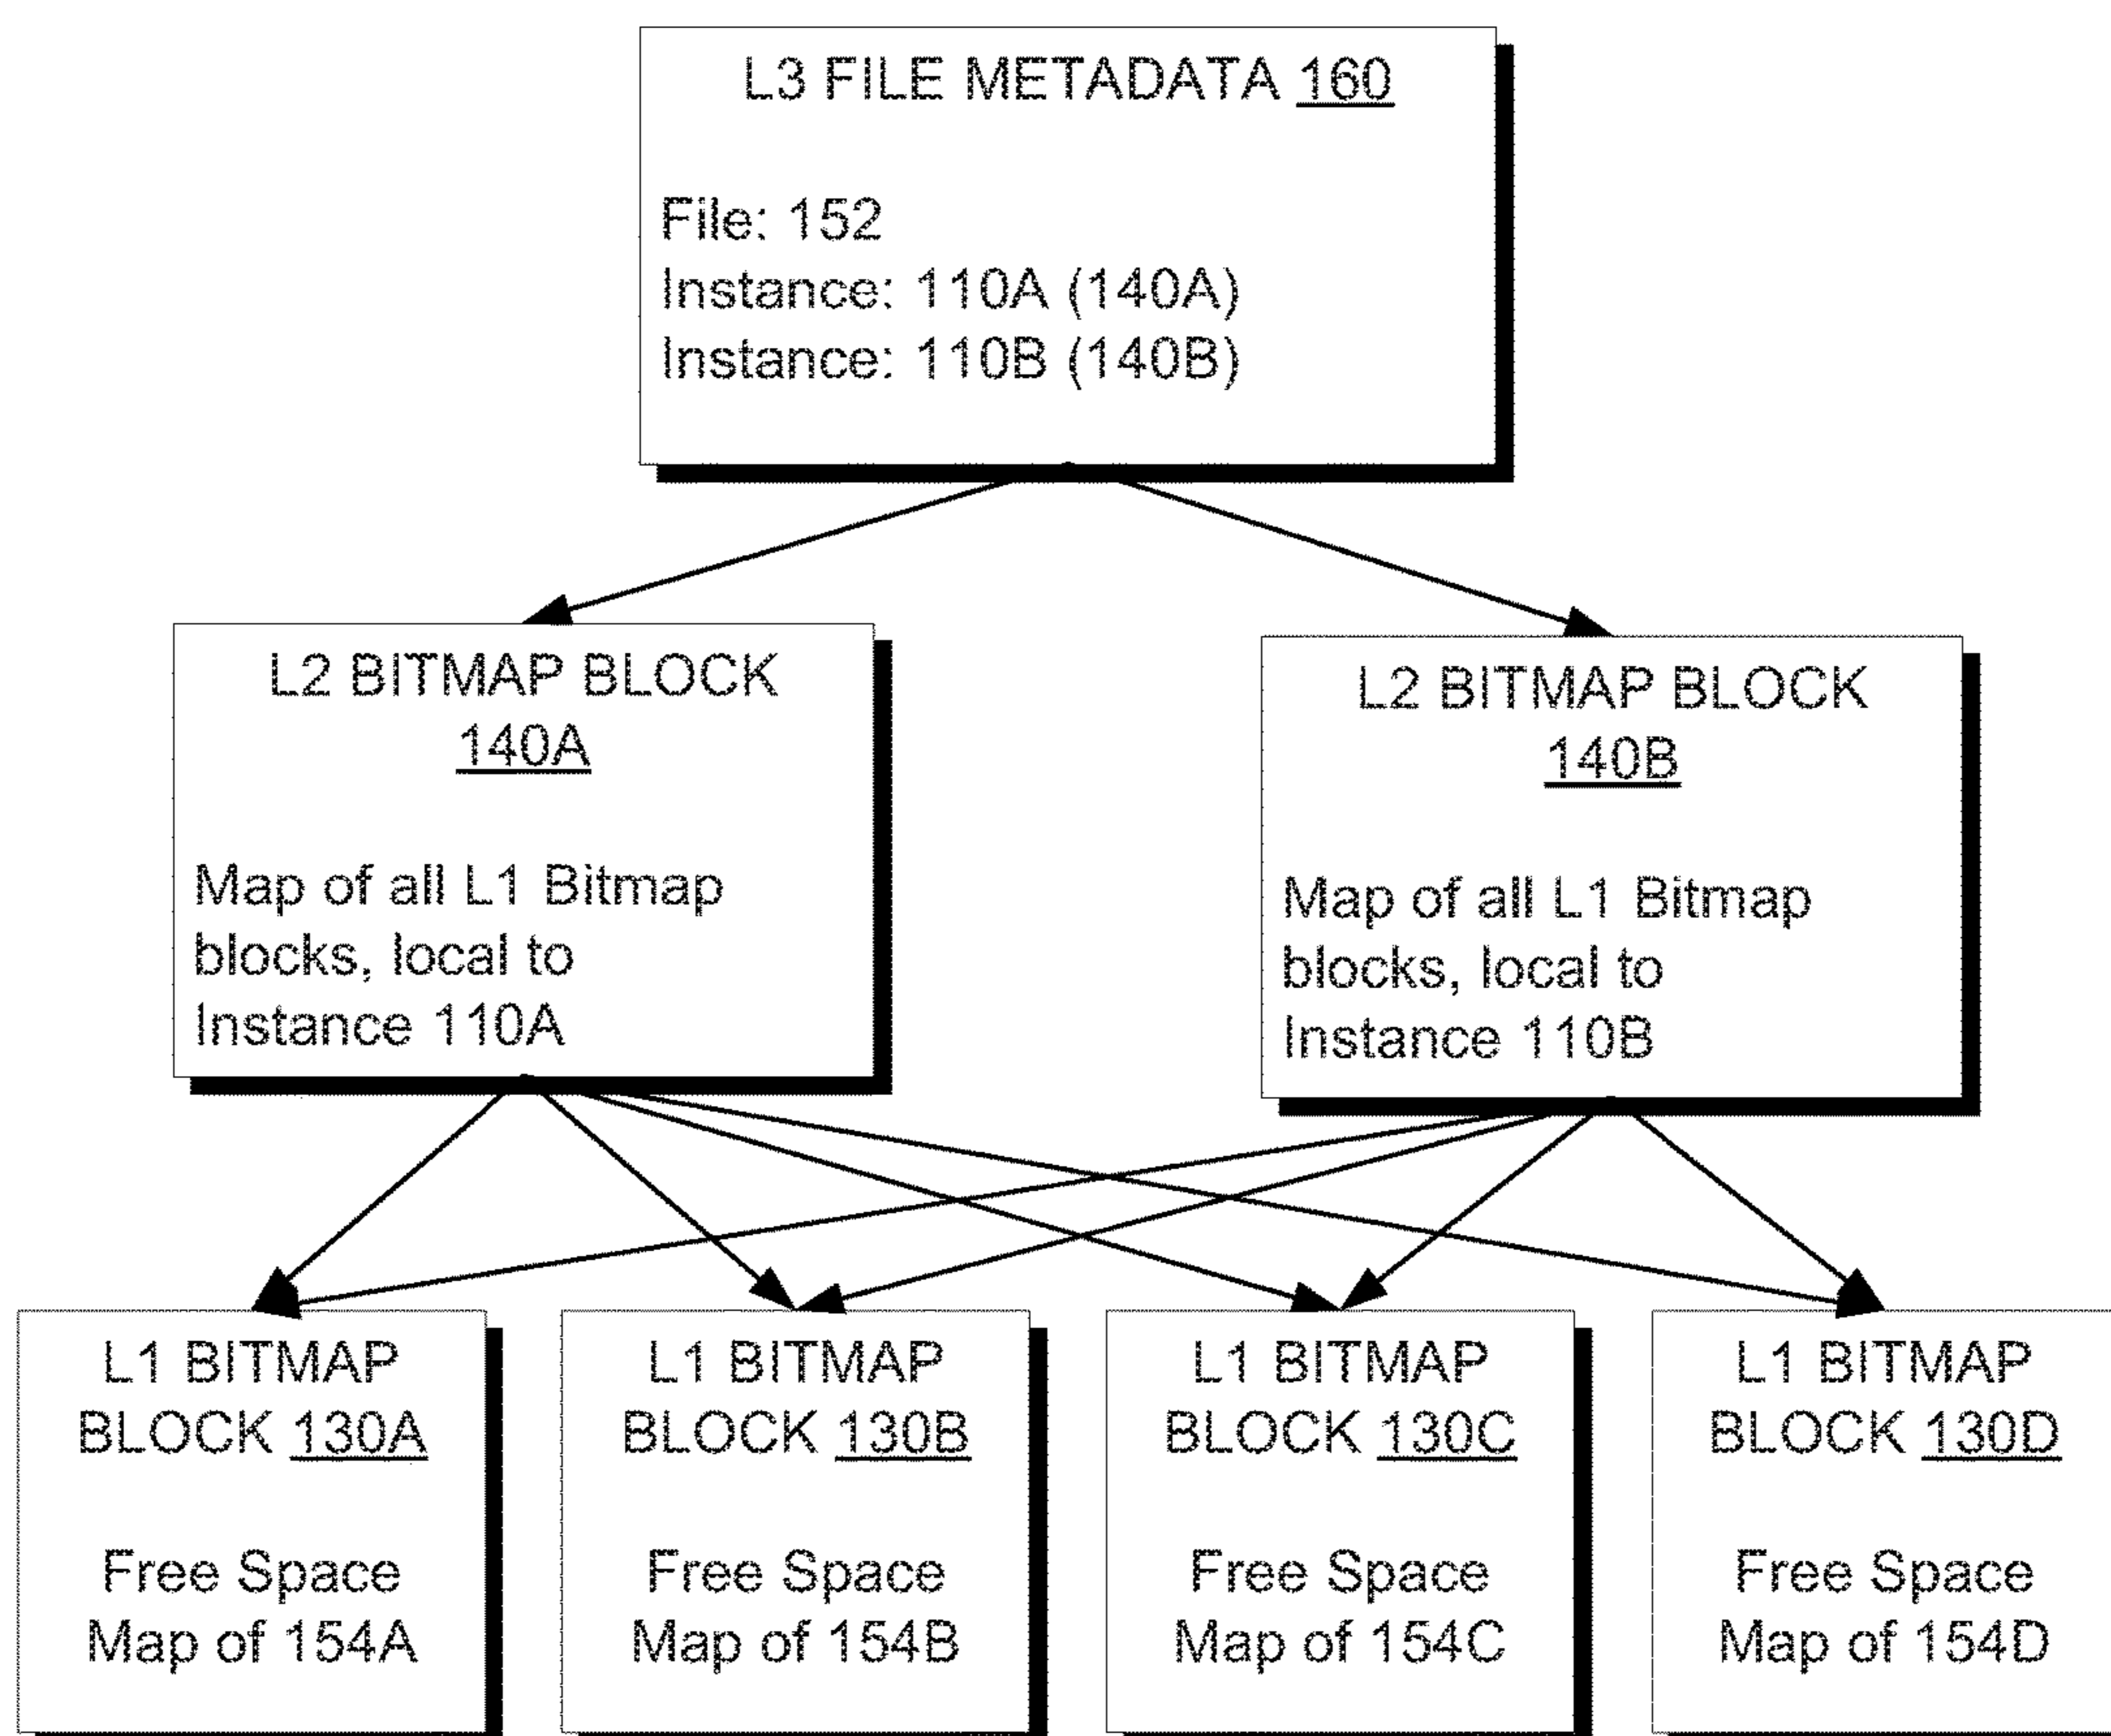 L3 FILE METADATA 160
File: 152
Instance: 110A (140A)
Instance: 110B (140B)
L2 BITMAP BLOCK
140A
Map of all L1 Bitmap
blocks, local to
Instance 110A
L2 BITMAP BLOCK
140B
Map of all L1 Bitmap
blocks, local to
Instance 110B
L1 BITMAP
BLOCK 130A
Free Space
Map of 154A
L1 BITMAP
BLOCK 130B
Free Space
Map of 154B
L1 BITMAP
BLOCK 130C
Free Space
Map of 154C
L1 BITMAP
BLOCK 130D
Free Space
Map of 154D